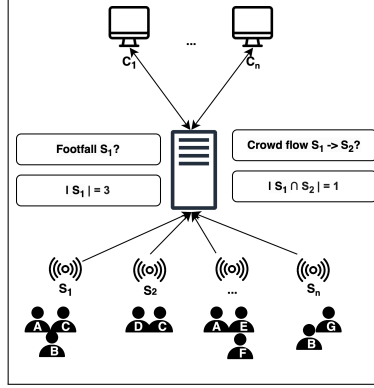 ...
C1 Cn
Footfall S1?
Crowd flow S1 -> S2?
| S1 | = 3
| S1 ∩ S2 | = 1
S1 S2 ... Sn
A C D C A E G
B F B